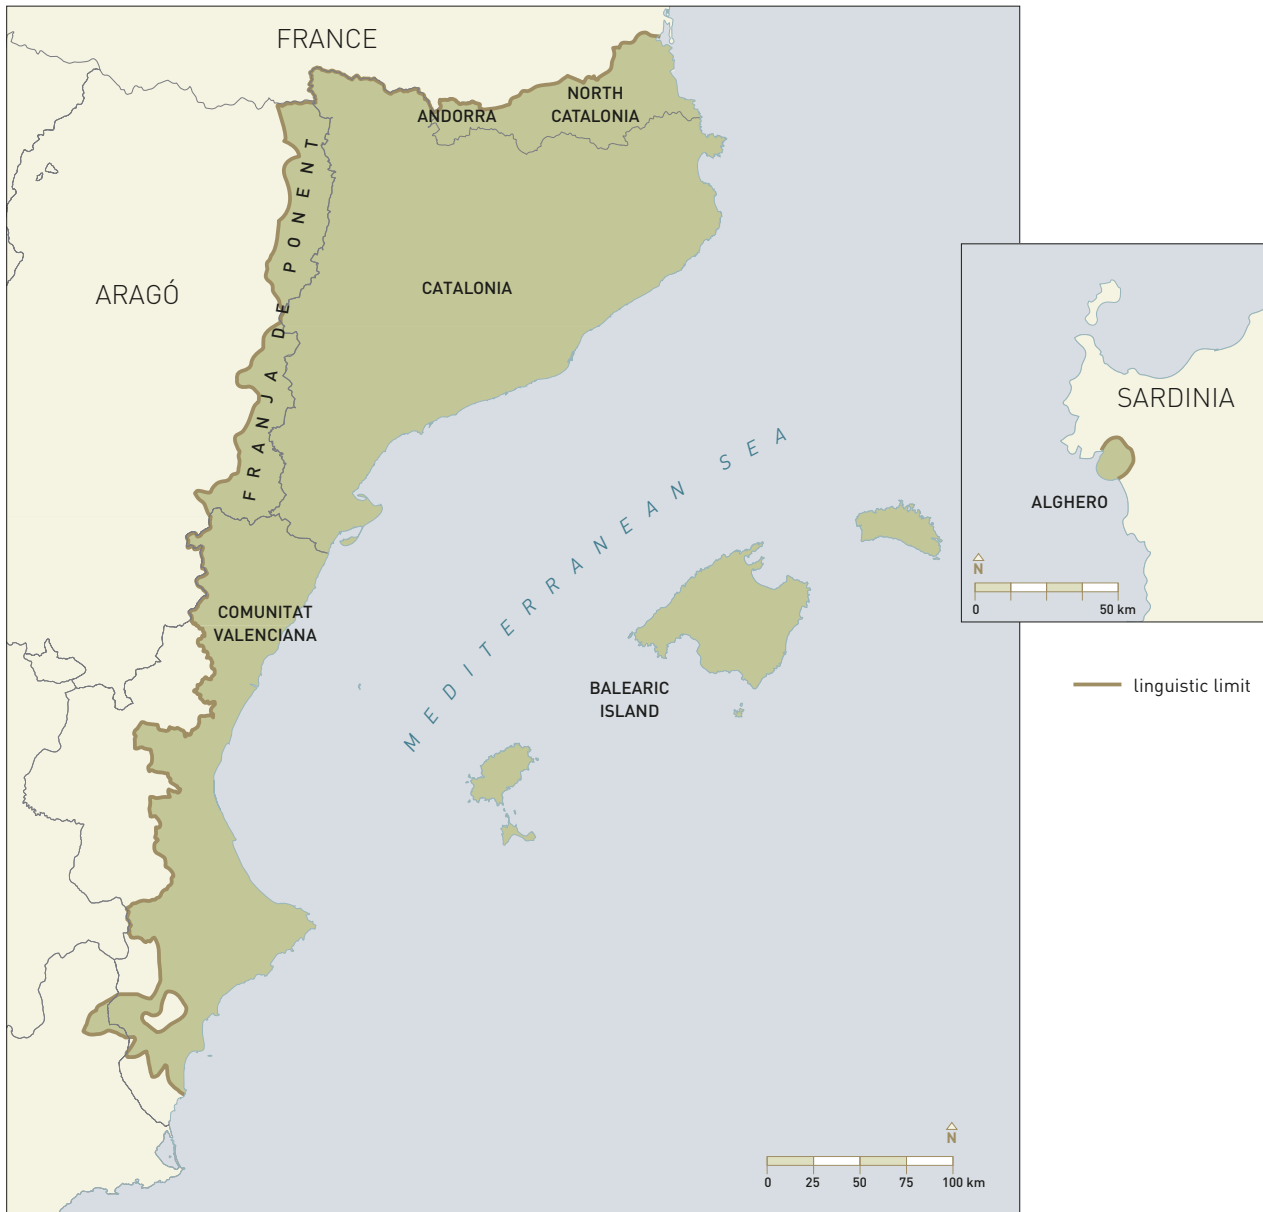 FRANCE
NORTH
CATALONIA
ANDORRA
FRANJA DE PONENT
ARAGÓ
CATALONIA
SARDINIA
MEDITERRANEAN SEA
ALGHERO
N
0 50 km
COMUNITAT
VALENCIANA
BALEARIC
ISLAND
linguistic limit
N
0 25 50 75 100 km